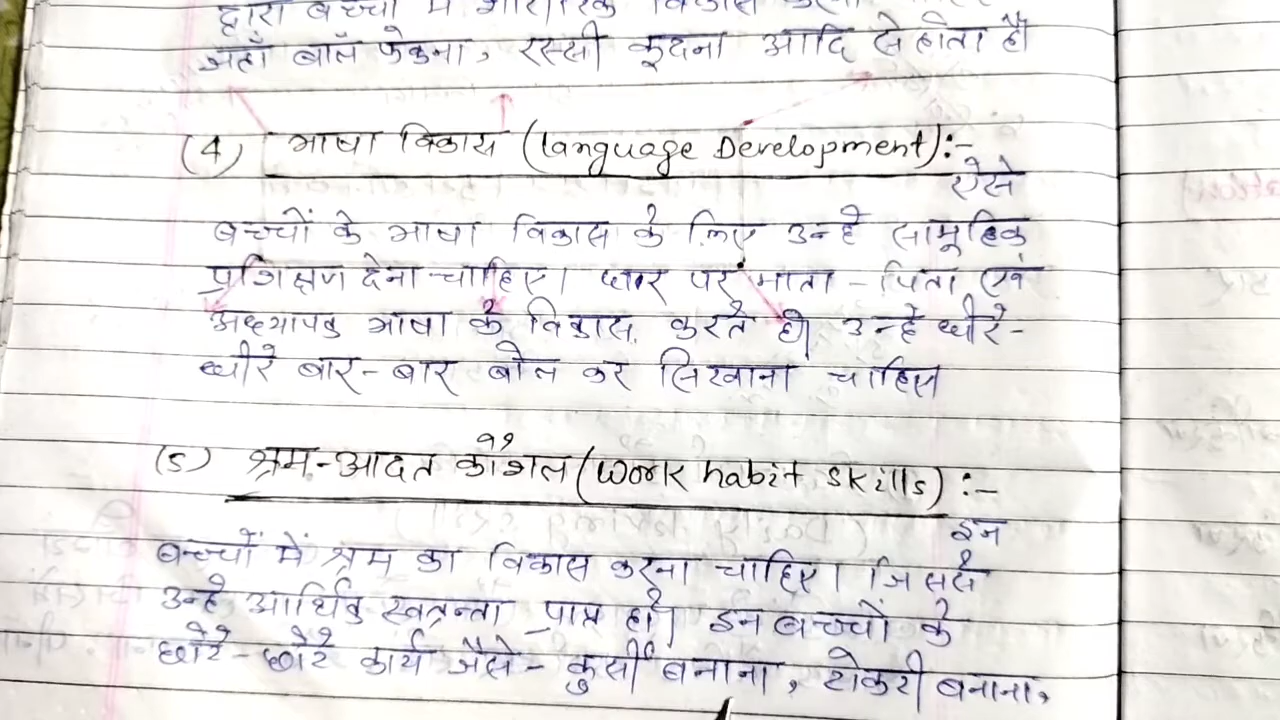 द्वारा बच्चों में शारीरिक विकास
जहाँ बॉल फेकना, रस्सी कूदना आदि से होता है
(4) भाषा विकास (Language Development):-
ऐसे
बच्चों के भाषा विकास के लिए उन्हे सामूहिक
प्रशिक्षण देना चाहिए। घर पर माता - पिता एवं
अध्यापक भाषा के विकास करते हो उन्हे धीरे-
धीरे बार-बार बोल कर सिखाना चाहिए
(5) श्रम-आदत कौशल (Work habit skills) :-
इन
बच्चों में श्रम का विकास करना चाहिए। जिससे
उन्हे आर्थिक स्वतन्त्रता प्राप्त हो। इन बच्चों के
छोटे-छोटे कार्य जैसे - कुर्सी बनाना, टोकरी बनाना,